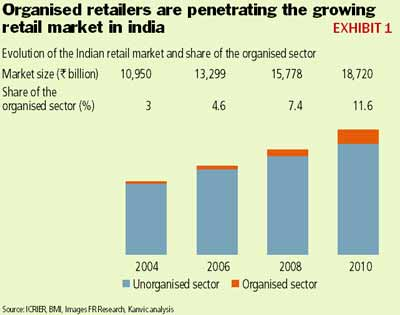 Organised retailers are penetrating the growing
retail market in india
EXHIBIT 1
Evolution of the Indian retail market and share of the organised sector
Market size (₹ billion) 10,950 13,299 15,778 18,720
Share of the
organised sector (%) 3 4.6 7.4 11.6
2004 2006 2008 2010
Unorganised sector Organised sector
Source: ICRIER, BMI, Images FR Research, Kanvic analysis